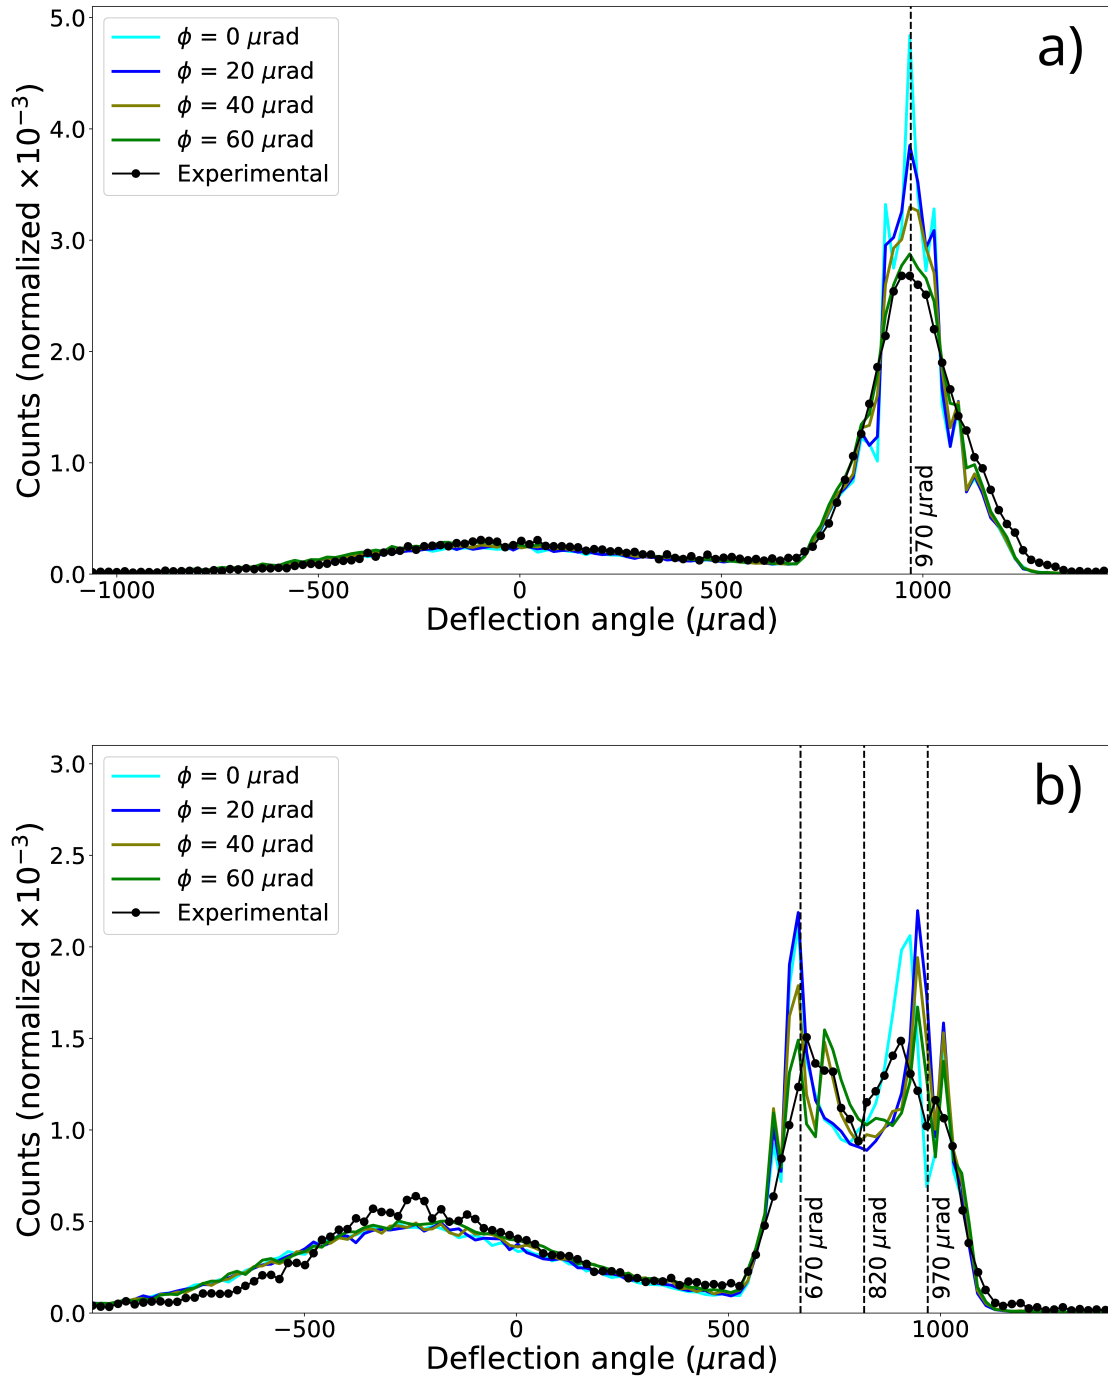 a)
ϕ = 0 μrad
ϕ = 20 μrad
ϕ = 40 μrad
ϕ = 60 μrad
Experimental
Counts (normalized ×10⁻³)
5.0
4.0
3.0
2.0
1.0
0.0
970 μrad
−1000
−500
0
500
1000
Deflection angle (μrad)
b)
ϕ = 0 μrad
ϕ = 20 μrad
ϕ = 40 μrad
ϕ = 60 μrad
Experimental
Counts (normalized ×10⁻³)
3.0
2.5
2.0
1.5
1.0
0.5
0.0
670 μrad
820 μrad
970 μrad
−500
0
500
1000
Deflection angle (μrad)